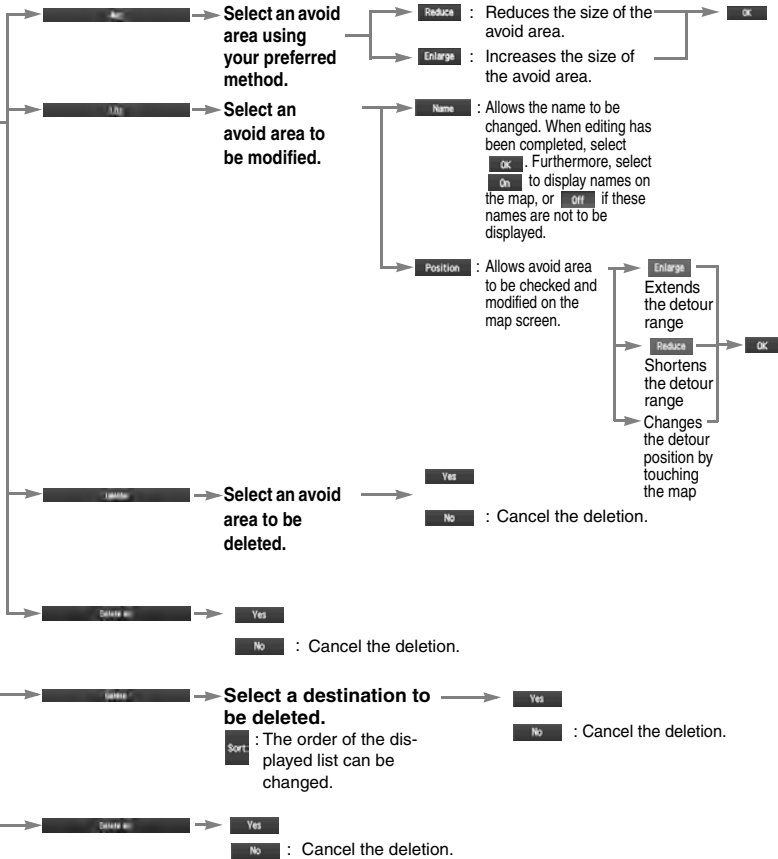 Add
Select an avoid
area using
your preferred
method.
Reduce : Reduces the size of the
avoid area.
Enlarge : Increases the size of
the avoid area.
OK
Select an
avoid area to
be modified.
Name : Allows the name to be
changed. When editing has
been completed, select
OK . Furthermore, select
On to display names on
the map, or Off if these
names are not to be
displayed.
Position : Allows avoid area
to be checked and
modified on the
map screen.
Enlarge
Extends
the detour
range
Reduce
Shortens
the detour
range
OK
Changes
the detour
position by
touching
the map
Select an avoid
area to be
deleted.
Yes
No : Cancel the deletion.
Delete All
Yes
No : Cancel the deletion.
Select a destination to
be deleted.
Sort : The order of the dis-
played list can be
changed.
Yes
No : Cancel the deletion.
Delete All
Yes
No : Cancel the deletion.